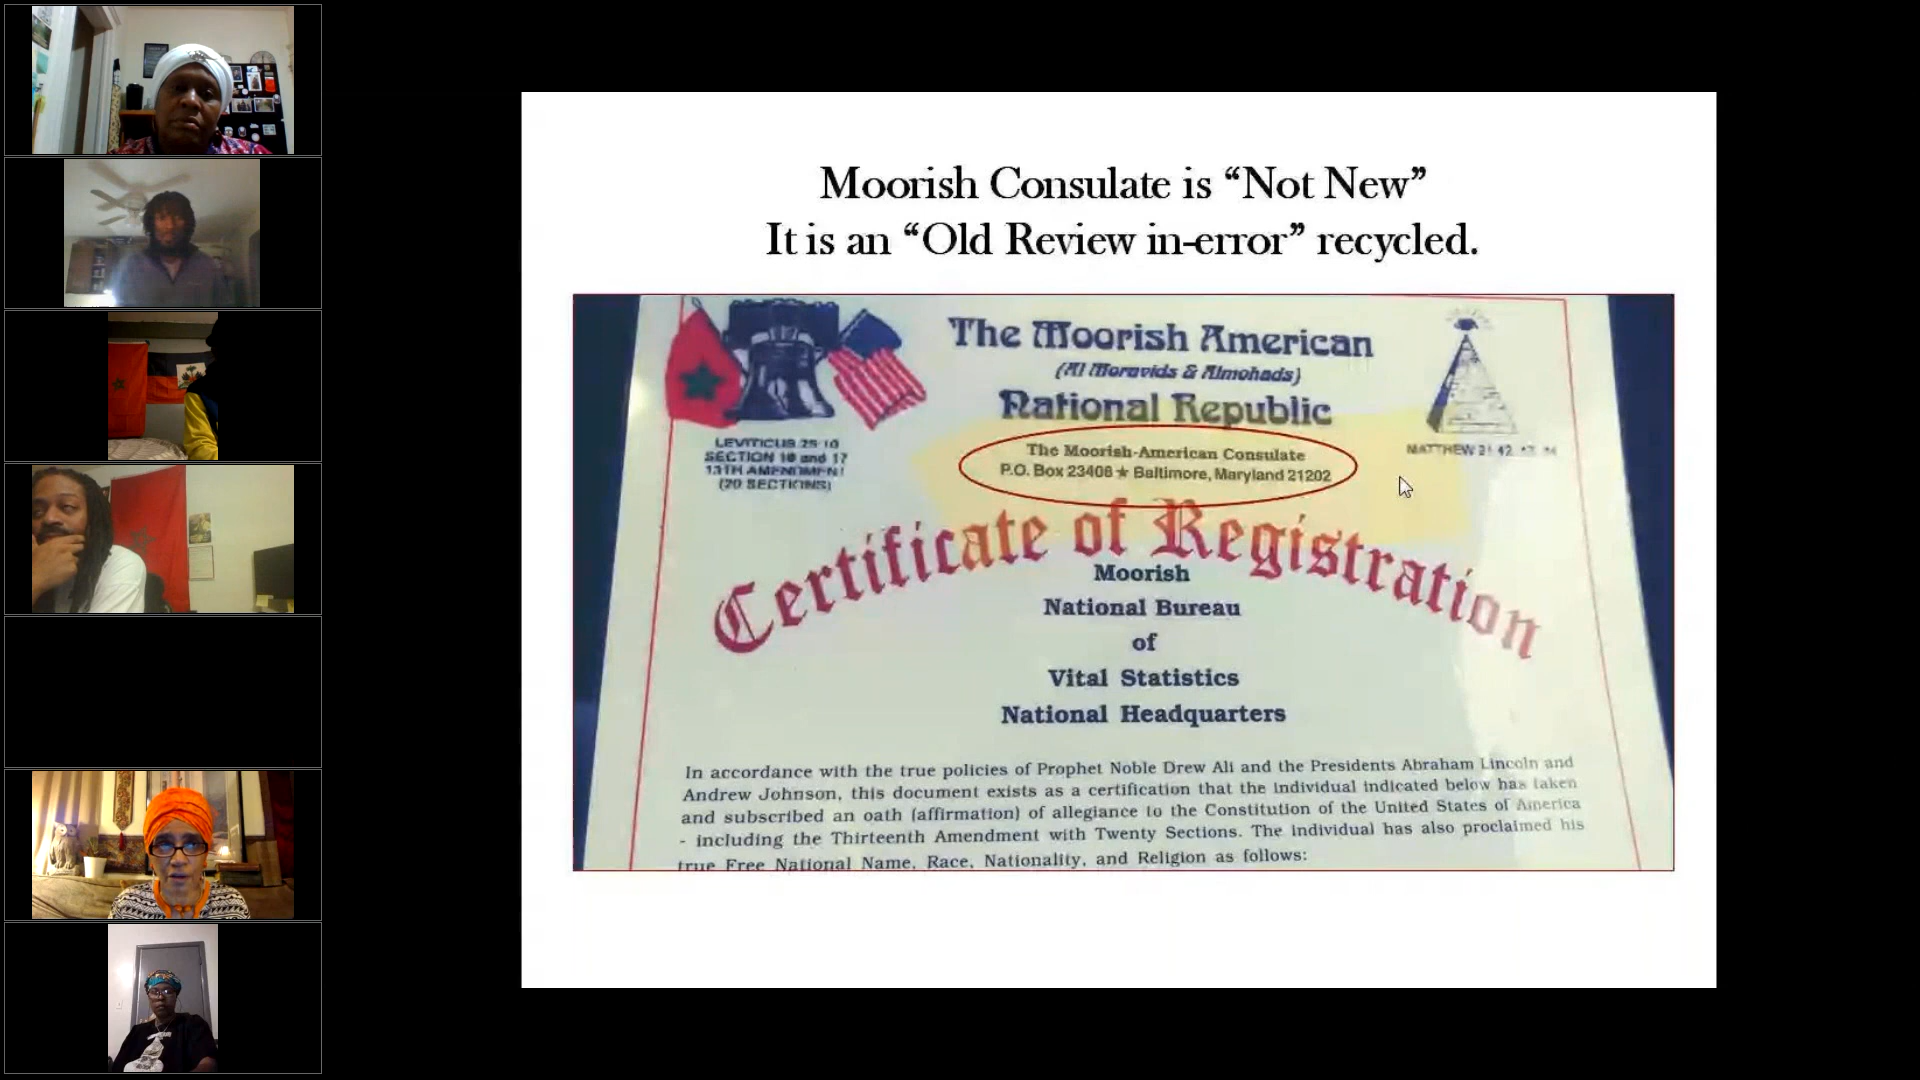 Moorish Consulate is “Not New”
It is an “Old Review in-error” recycled.
The Moorish American
(Al Moravids & Almohads)
National Republic
The Moorish-American Consulate
P.O. Box 23406 ★ Baltimore, Maryland 21202
LEVITICUS 25:10
SECTION 16 and 17
13TH AMENDMENT
(20 SECTIONS)
MATTHEW 21:42
Certificate of Registration
Moorish
National Bureau
of
Vital Statistics
National Headquarters
In accordance with the true policies of Prophet Noble Drew Ali and the Presidents Abraham Lincoln and
Andrew Johnson, this document exists as a certification that the individual indicated below has taken
and subscribed an oath (affirmation) of allegiance to the Constitution of the United States of America
- including the Thirteenth Amendment with Twenty Sections. The individual has also proclaimed his
true Free National Name, Race, Nationality, and Religion as follows: